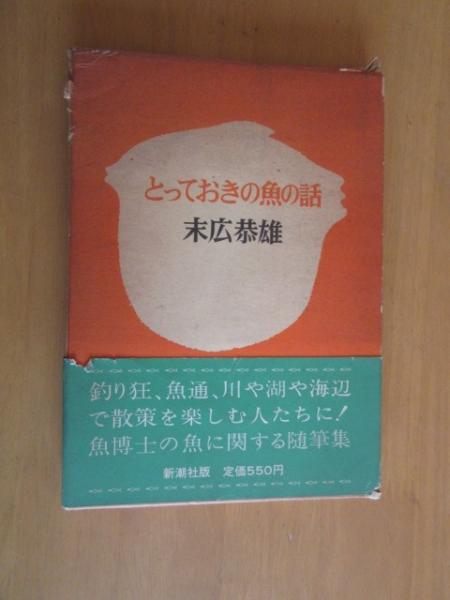 とっておきの魚の話
末広恭雄
釣り狂、魚通、川や湖や海辺
で散策を楽しむ人たちに!
魚博士の魚に関する随筆集
新潮社版 定価550円